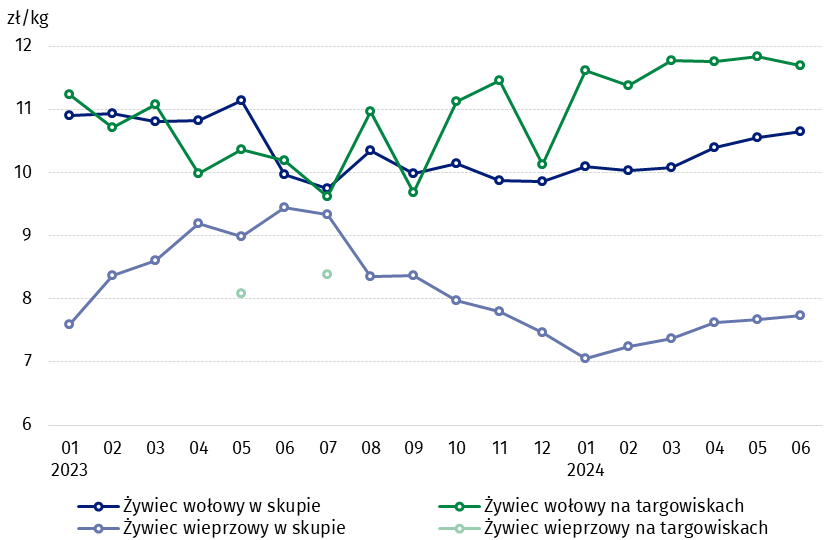 zł/kg
12
11
10
9
8
7
6
01 02 03 04 05 06 07 08 09 10 11 12 01 02 03 04 05 06
2023 2024
Żywiec wołowy w skupie Żywiec wołowy na targowiskach
Żywiec wieprzowy w skupie Żywiec wieprzowy na targowiskach